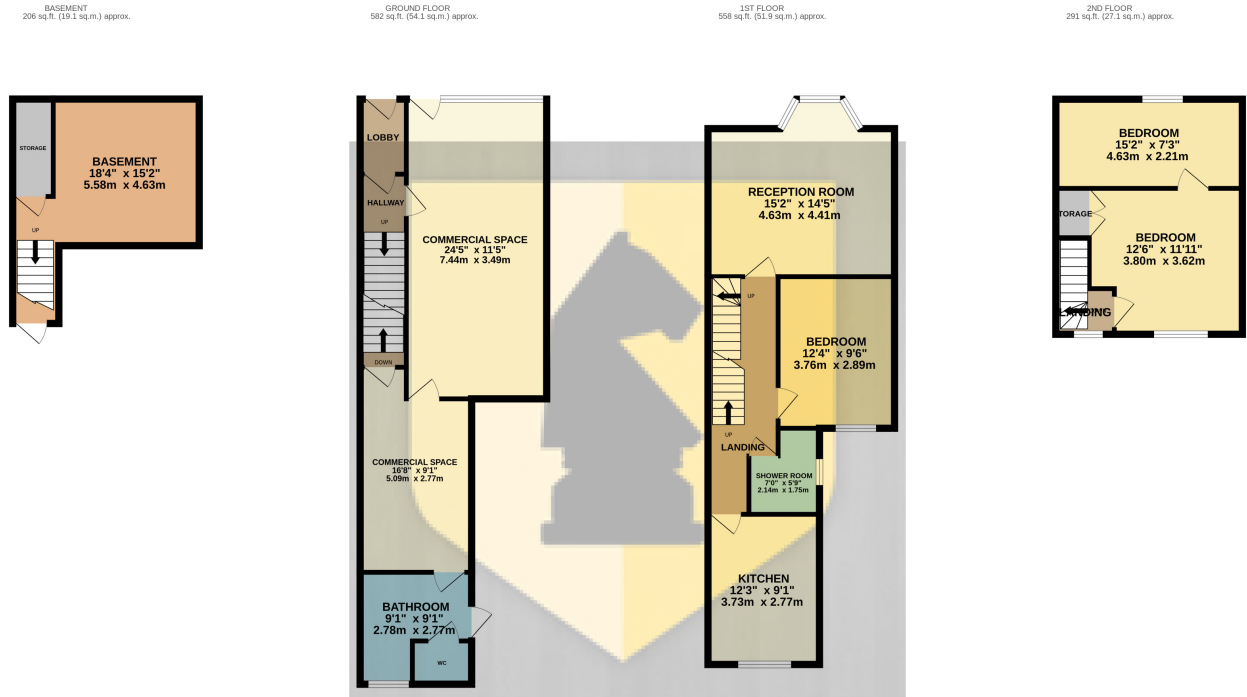 BASEMENT
206 sq.ft. (19.1 sq.m.) approx.
GROUND FLOOR
582 sq.ft. (54.1 sq.m.) approx.
1ST FLOOR
558 sq.ft. (51.9 sq.m.) approx.
2ND FLOOR
291 sq.ft. (27.1 sq.m.) approx.
STORAGE
BASEMENT
18'4" x 15'2"
5.58m x 4.63m
UP
LOBBY
HALLWAY
UP
COMMERCIAL SPACE
24'5" x 11'5"
7.44m x 3.49m
DOWN
COMMERCIAL SPACE
16'8" x 9'1"
5.09m x 2.77m
BATHROOM
9'1" x 9'1"
2.78m x 2.77m
WC
RECEPTION ROOM
15'2" x 14'5"
4.63m x 4.41m
UP
BEDROOM
12'4" x 9'6"
3.76m x 2.89m
UP
LANDING
SHOWER ROOM
7'0" x 5'9"
2.14m x 1.75m
KITCHEN
12'3" x 9'1"
3.73m x 2.77m
BEDROOM
15'2" x 7'3"
4.63m x 2.21m
TORAGE
BEDROOM
12'6" x 11'11"
3.80m x 3.62m
LANDING